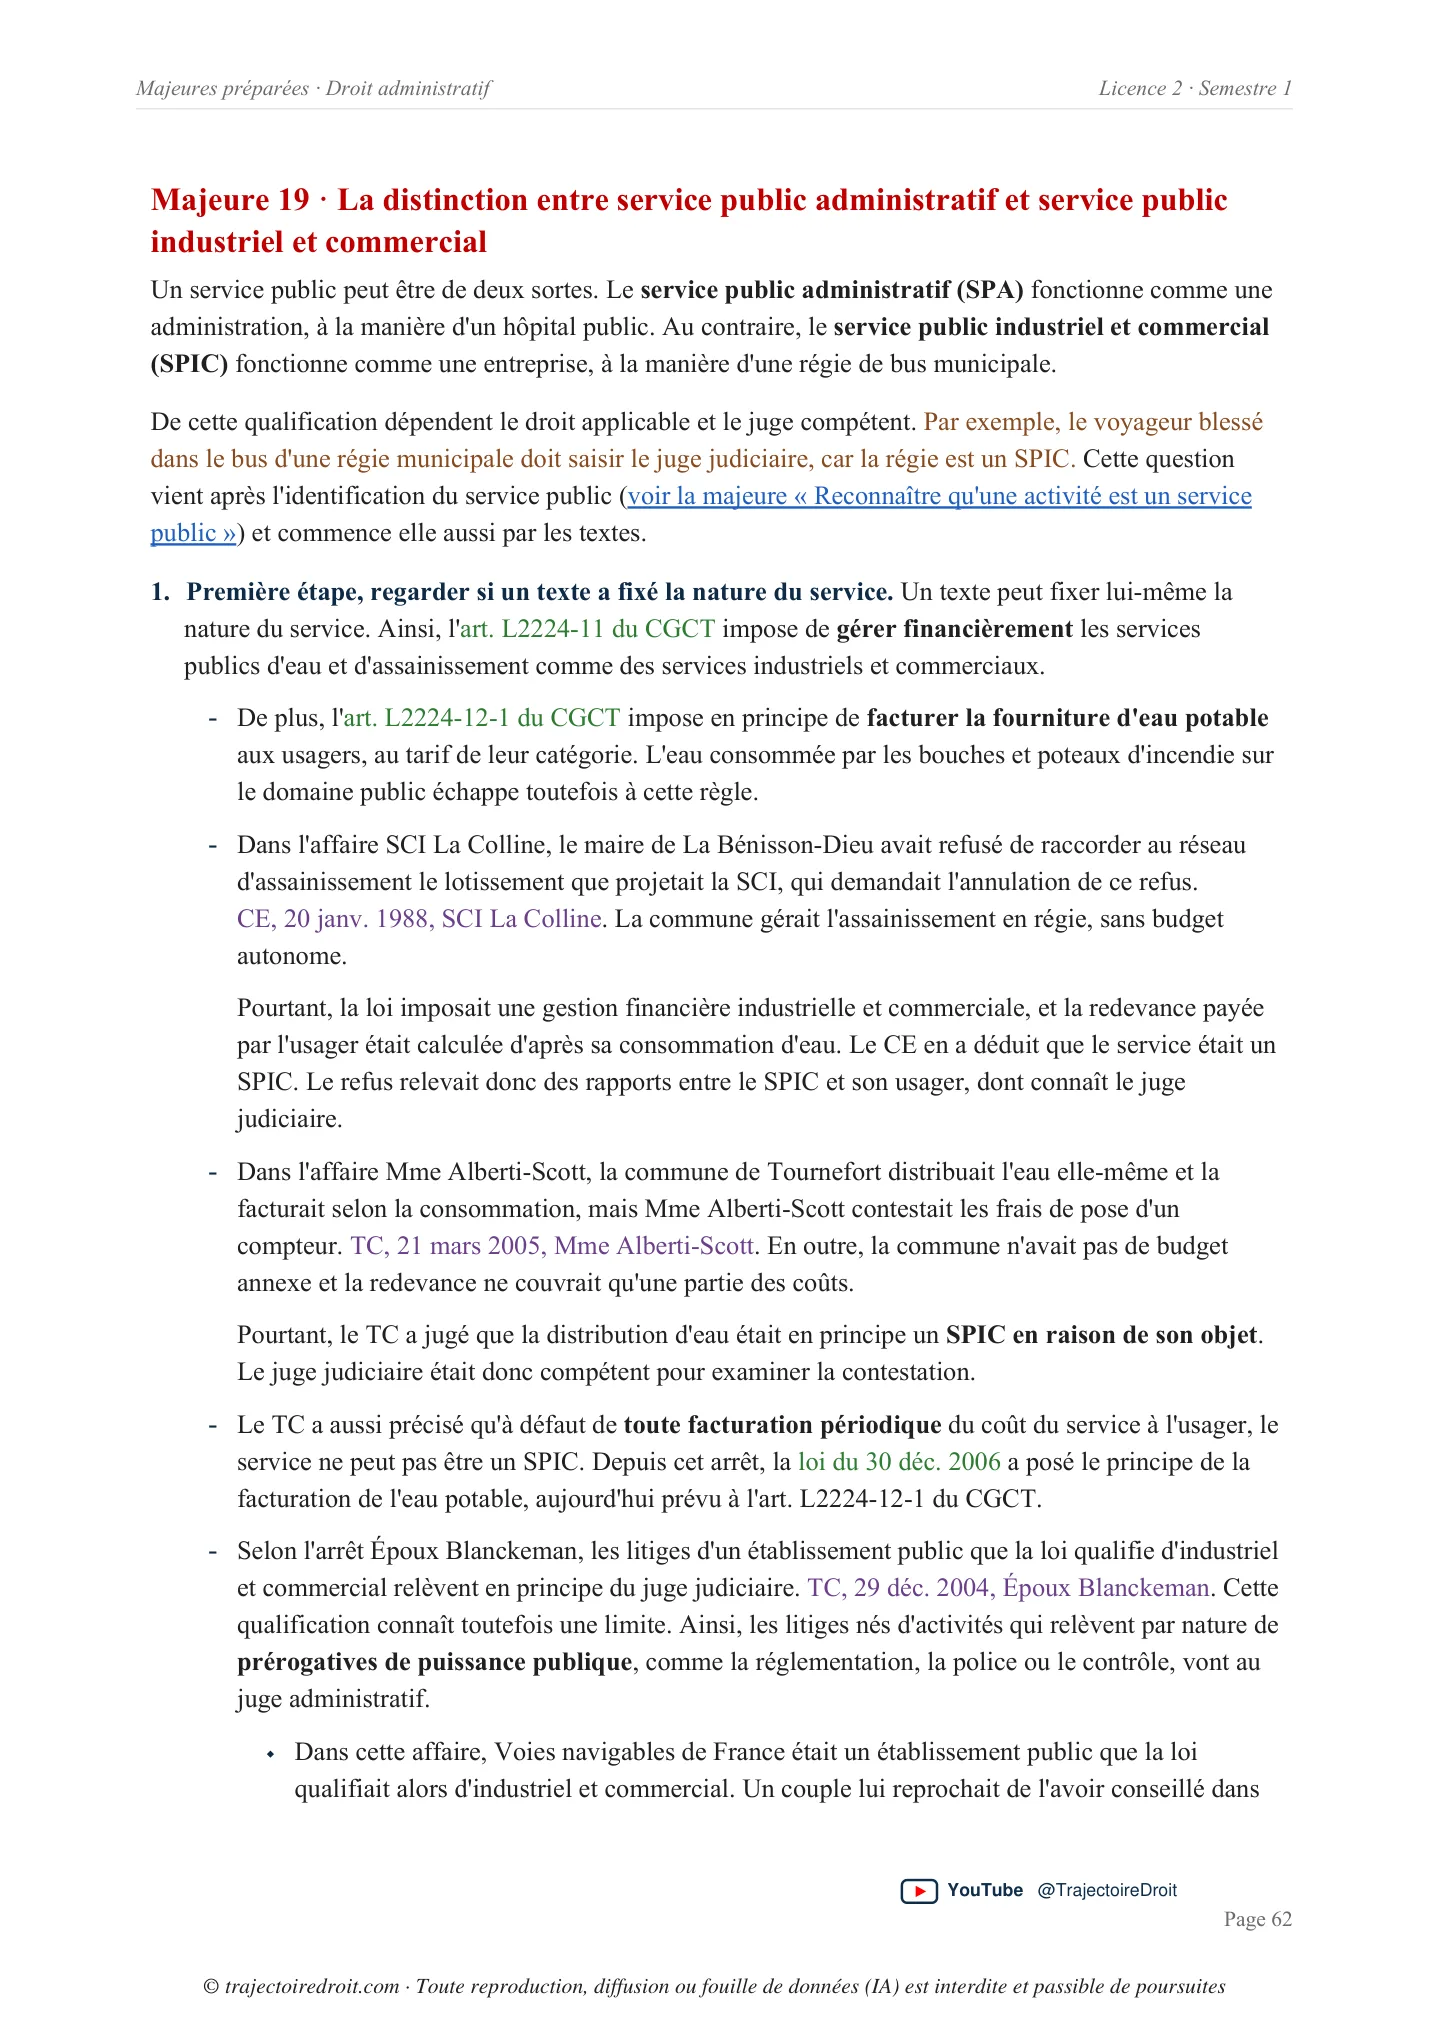 Majeures préparées · Droit administratif
Licence 2 · Semestre 1
Majeure 19 · La distinction entre service public administratif et service public
industriel et commercial
Un service public peut être de deux sortes. Le service public administratif (SPA) fonctionne comme une
administration, à la manière d'un hôpital public. Au contraire, le service public industriel et commercial
(SPIC) fonctionne comme une entreprise, à la manière d'une régie de bus municipale.
De cette qualification dépendent le droit applicable et le juge compétent. Par exemple, le voyageur blessé
dans le bus d'une régie municipale doit saisir le juge judiciaire, car la régie est un SPIC. Cette question
vient après l'identification du service public (voir la majeure « Reconnaître qu'une activité est un service
public ») et commence elle aussi par les textes.
1. Première étape, regarder si un texte a fixé la nature du service. Un texte peut fixer lui-même la
nature du service. Ainsi, l'art. L2224-11 du CGCT impose de gérer financièrement les services
publics d'eau et d'assainissement comme des services industriels et commerciaux.
- De plus, l'art. L2224-12-1 du CGCT impose en principe de facturer la fourniture d'eau potable
aux usagers, au tarif de leur catégorie. L'eau consommée par les bouches et poteaux d'incendie sur
le domaine public échappe toutefois à cette règle.
- Dans l'affaire SCI La Colline, le maire de La Bénisson-Dieu avait refusé de raccorder au réseau
d'assainissement le lotissement que projetait la SCI, qui demandait l'annulation de ce refus.
CE, 20 janv. 1988, SCI La Colline. La commune gérait l'assainissement en régie, sans budget
autonome.
Pourtant, la loi imposait une gestion financière industrielle et commerciale, et la redevance payée
par l'usager était calculée d'après sa consommation d'eau. Le CE en a déduit que le service était un
SPIC. Le refus relevait donc des rapports entre le SPIC et son usager, dont connaît le juge
judiciaire.
- Dans l'affaire Mme Alberti-Scott, la commune de Tournefort distribuait l'eau elle-même et la
facturait selon la consommation, mais Mme Alberti-Scott contestait les frais de pose d'un
compteur. TC, 21 mars 2005, Mme Alberti-Scott. En outre, la commune n'avait pas de budget
annexe et la redevance ne couvrait qu'une partie des coûts.
Pourtant, le TC a jugé que la distribution d'eau était en principe un SPIC en raison de son objet.
Le juge judiciaire était donc compétent pour examiner la contestation.
- Le TC a aussi précisé qu'à défaut de toute facturation périodique du coût du service à l'usager, le
service ne peut pas être un SPIC. Depuis cet arrêt, la loi du 30 déc. 2006 a posé le principe de la
facturation de l'eau potable, aujourd'hui prévu à l'art. L2224-12-1 du CGCT.
- Selon l'arrêt Époux Blanckeman, les litiges d'un établissement public que la loi qualifie d'industriel
et commercial relèvent en principe du juge judiciaire. TC, 29 déc. 2004, Époux Blanckeman. Cette
qualification connaît toutefois une limite. Ainsi, les litiges nés d'activités qui relèvent par nature de
prérogatives de puissance publique, comme la réglementation, la police ou le contrôle, vont au
juge administratif.
⬩ Dans cette affaire, Voies navigables de France était un établissement public que la loi
qualifiait alors d'industriel et commercial. Un couple lui reprochait de l'avoir conseillé dans
YouTube @TrajectoireDroit
Page 62
© trajectoiredroit.com · Toute reproduction, diffusion ou fouille de données (IA) est interdite et passible de poursuites